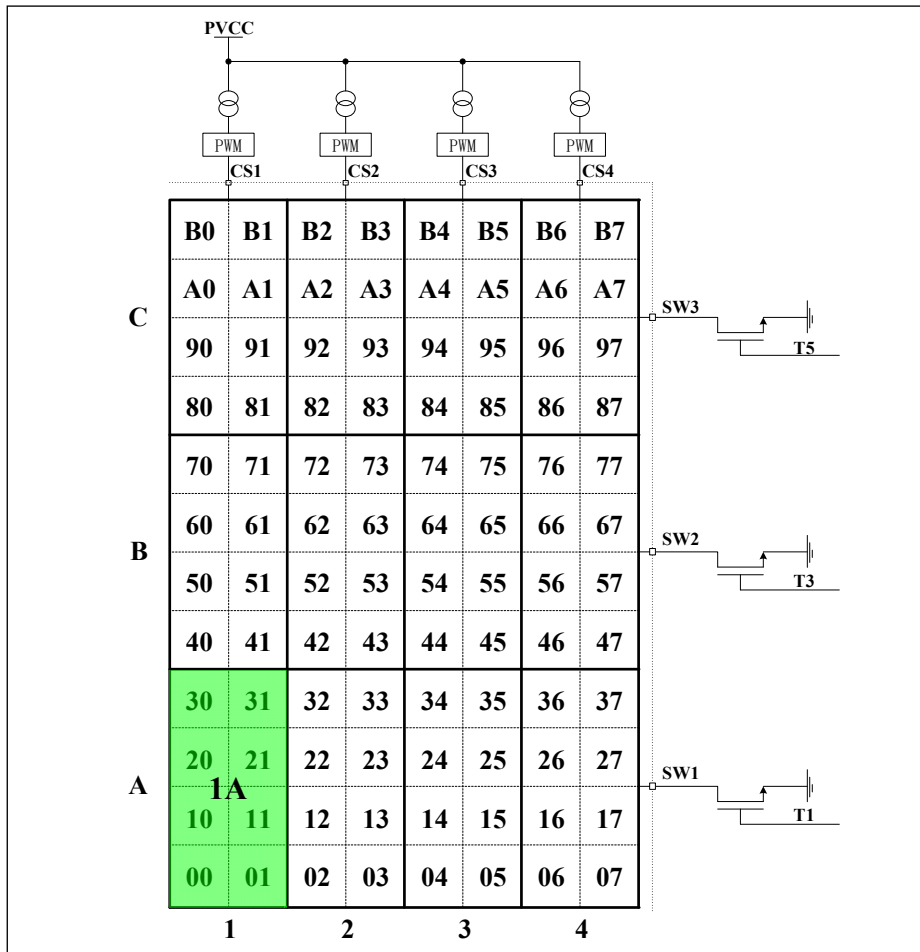 PVCC
PWM PWM PWM PWM
CS1 CS2 CS3 CS4
B0 B1 B2 B3 B4 B5 B6 B7
A0 A1 A2 A3 A4 A5 A6 A7
C SW3
90 91 92 93 94 95 96 97
T5
80 81 82 83 84 85 86 87
70 71 72 73 74 75 76 77
60 61 62 63 64 65 66 67
B SW2
50 51 52 53 54 55 56 57
T3
40 41 42 43 44 45 46 47
30 31 32 33 34 35 36 37
20 21 22 23 24 25 26 27
A 1A SW1
10 11 12 13 14 15 16 17
T1
00 01 02 03 04 05 06 07
1 2 3 4